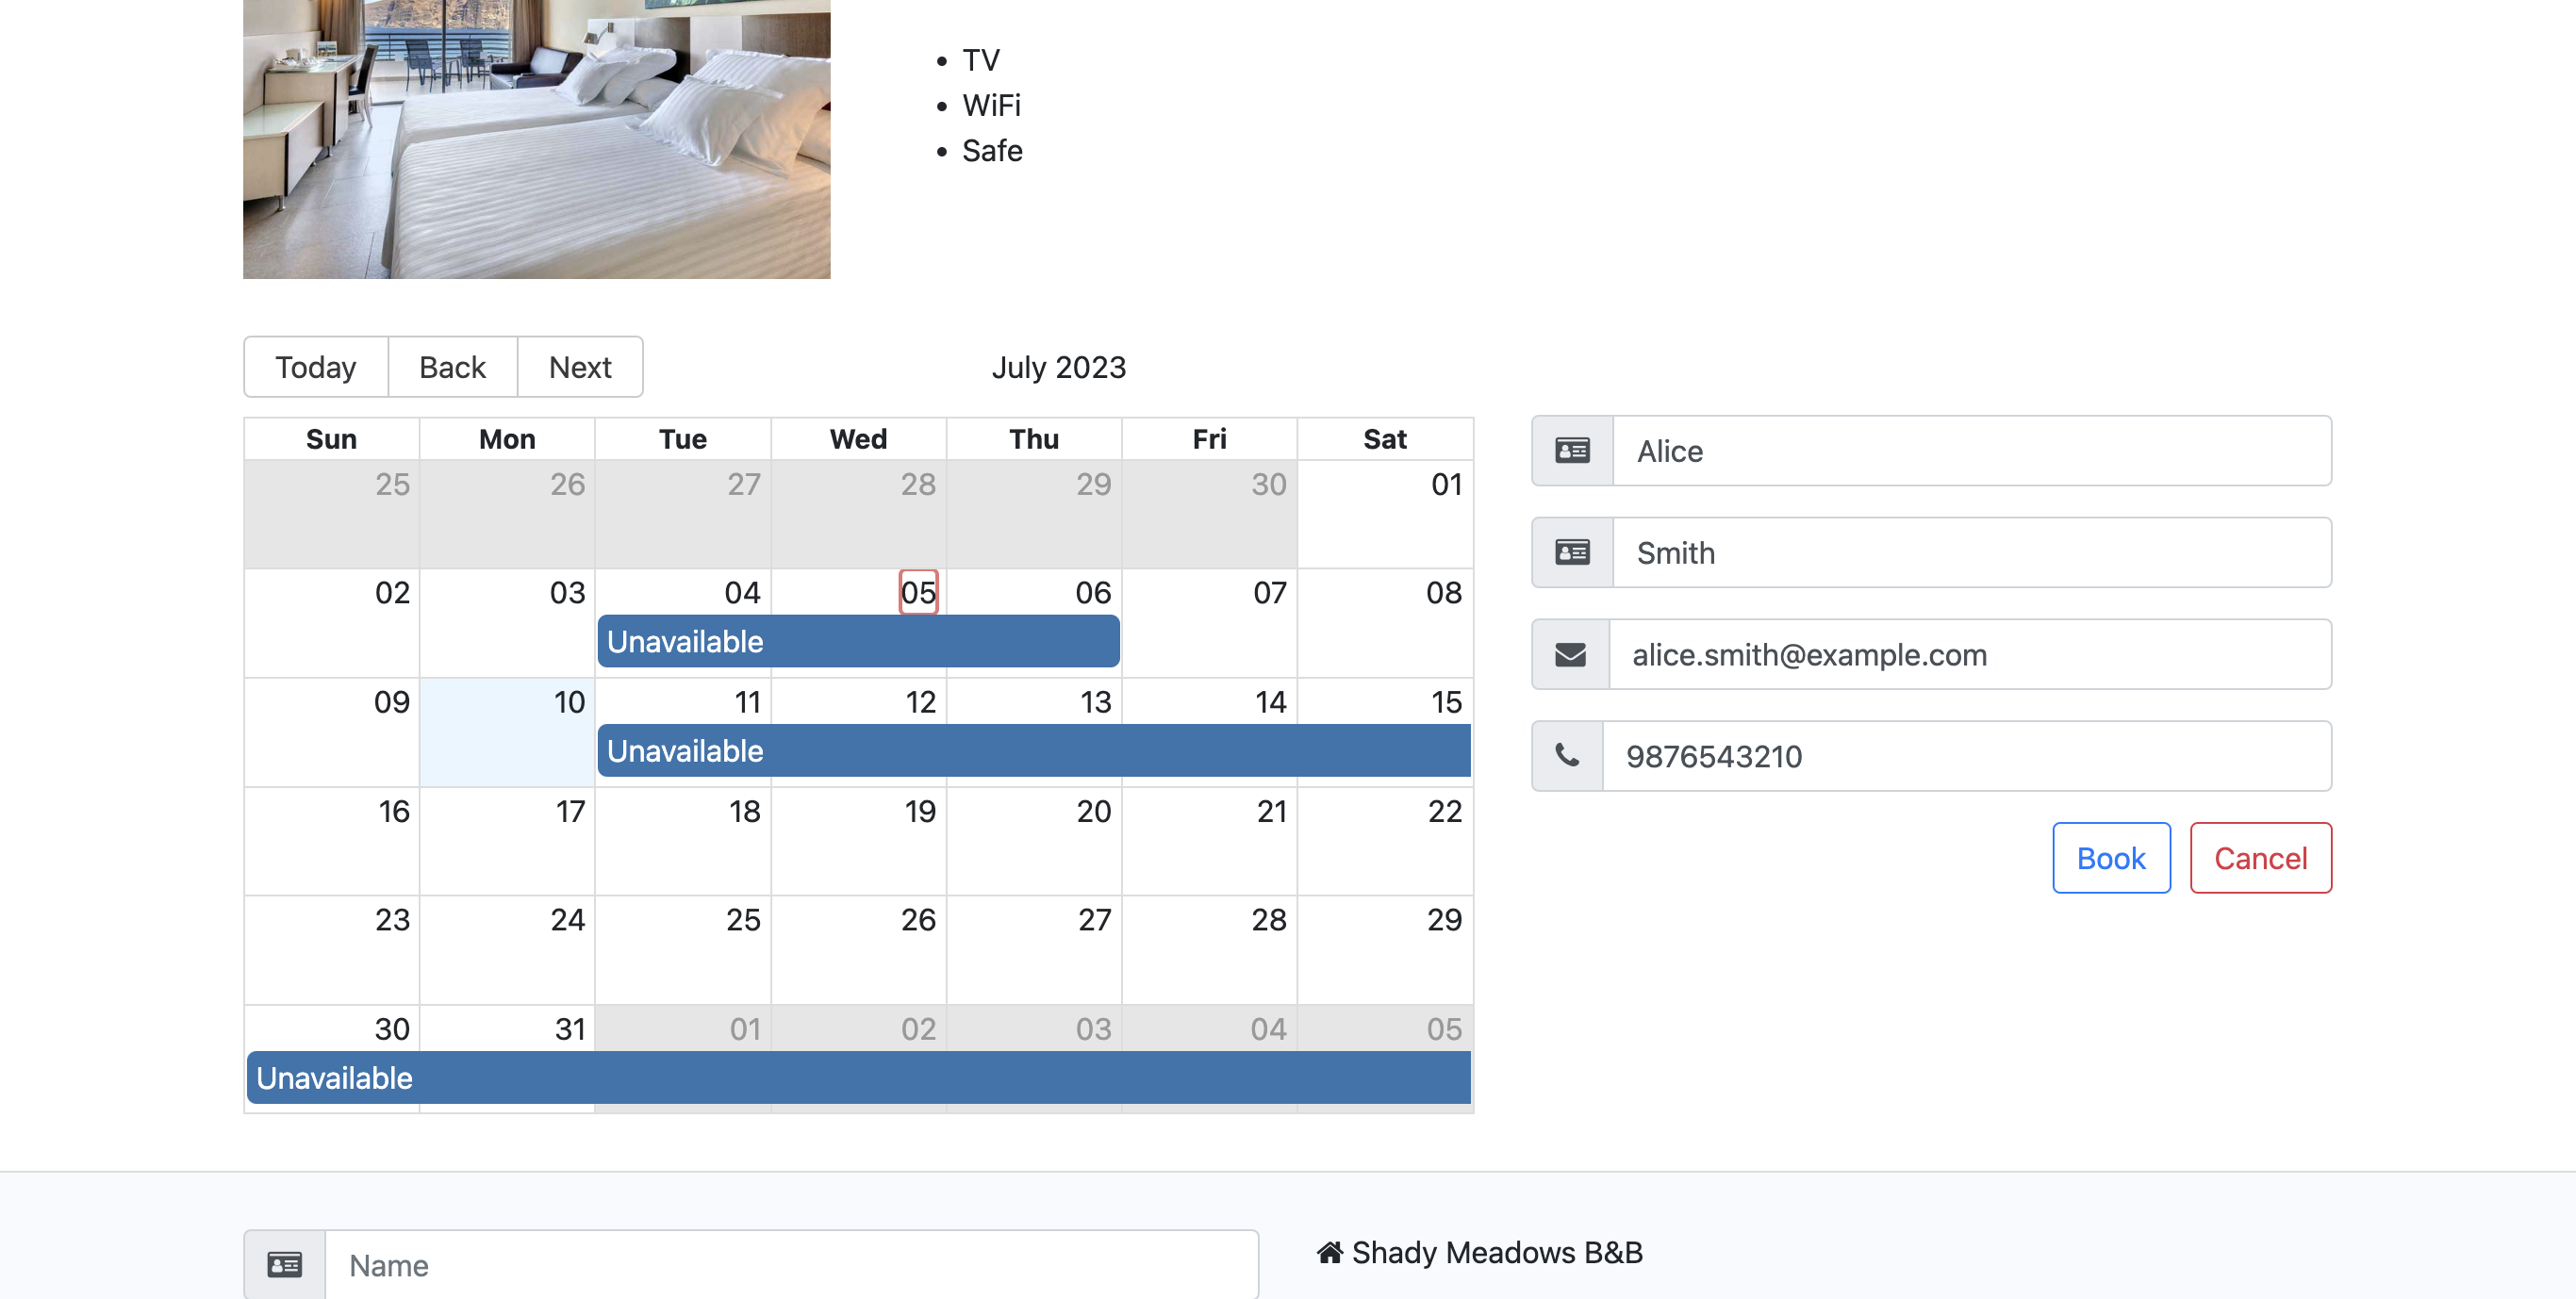 TV
WiFi
Safe
Today Back Next
July 2023
Sun Mon Tue Wed Thu Fri Sat
25 26 27 28 29 30 01
02 03 04 05 06 07 08
Unavailable
09 10 11 12 13 14 15
Unavailable
16 17 18 19 20 21 22
23 24 25 26 27 28 29
30 31 01 02 03 04 05
Unavailable
Alice
Smith
alice.smith@example.com
9876543210
Book Cancel
Name
Shady Meadows B&B